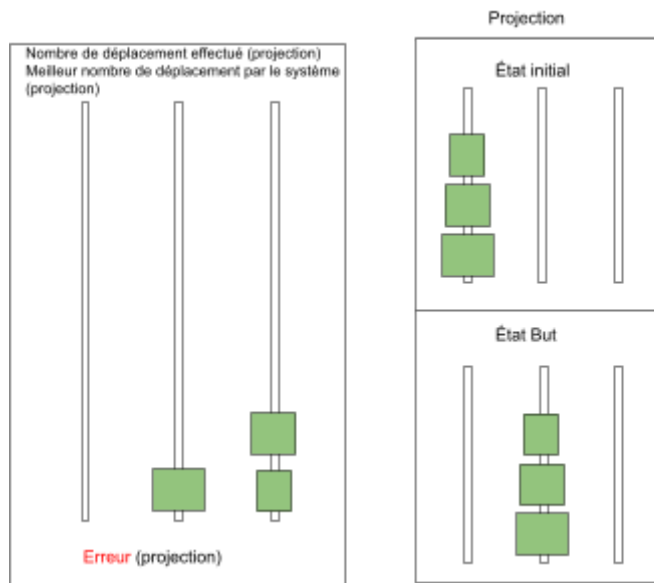 Projection
Nombre de déplacement effectué (projection)
Meilleur nombre de déplacement par le système
(projection)
État initial
État But
Erreur (projection)